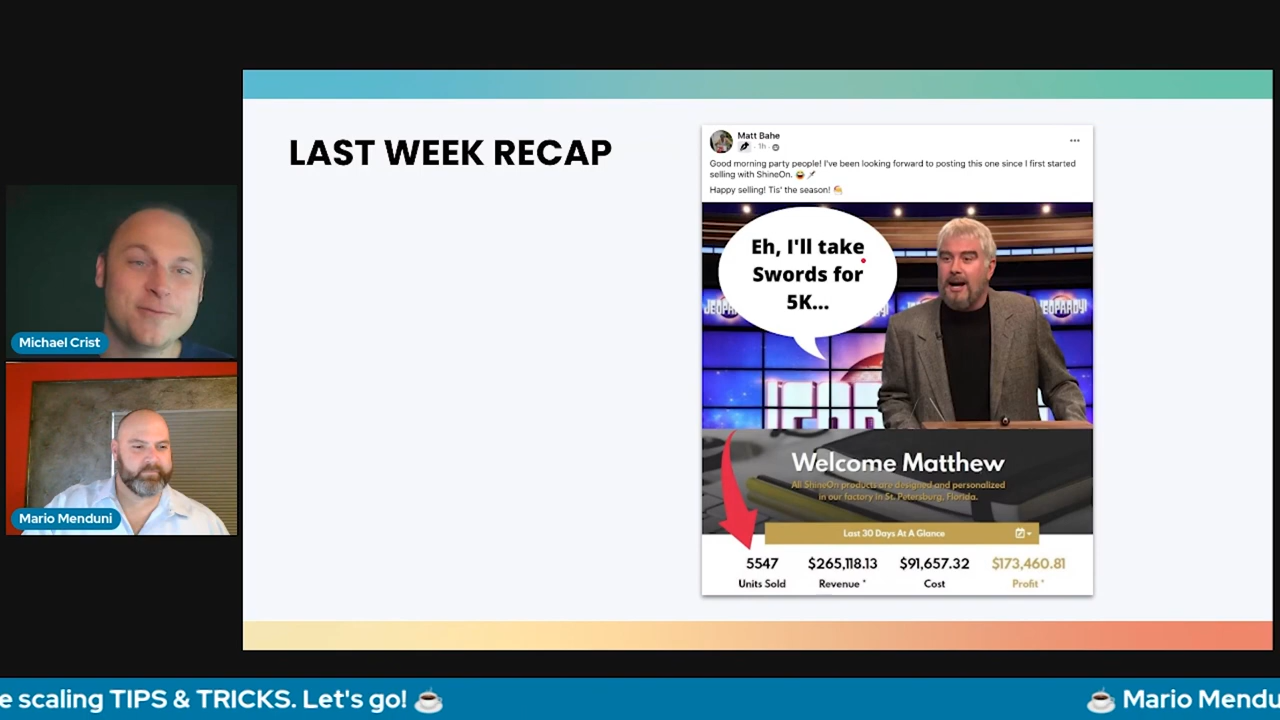 LAST WEEK RECAP
Matt Bahe
1h
Good morning party people! I've been looking forward to posting this one since I first started
selling with ShineOn.
Happy selling! Tis' the season!
Eh, I'll take
Swords for
5K...
JEOPARDY!
Welcome Matthew
All ShineOn products are designed and personalized
in our factory in St. Petersburg, Florida.
Last 30 Days At A Glance
5547 $265,118.13 $91,657.32 $173,460.81
Units Sold Revenue * Cost Profit *
Michael Crist
Mario Menduni
e scaling TIPS & TRICKS. Let's go! ☕ ☕ Mario Mendu